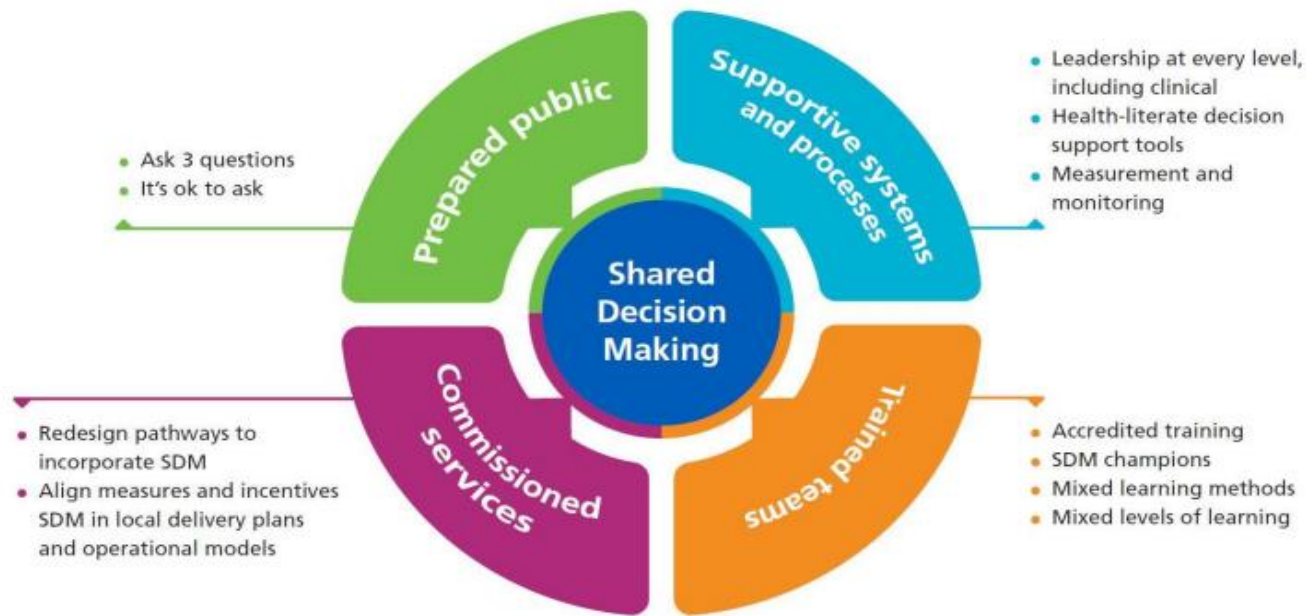 Prepared public
• Ask 3 questions
• It's ok to ask
Supportive systems
and processes
• Leadership at every level,
including clinical
• Health-literate decision
support tools
• Measurement and
monitoring
Shared
Decision
Making
Commissioned
services
• Redesign pathways to
incorporate SDM
• Align measures and incentives
SDM in local delivery plans
and operational models
Trained teams
• Accredited training
• SDM champions
• Mixed learning methods
• Mixed levels of learning